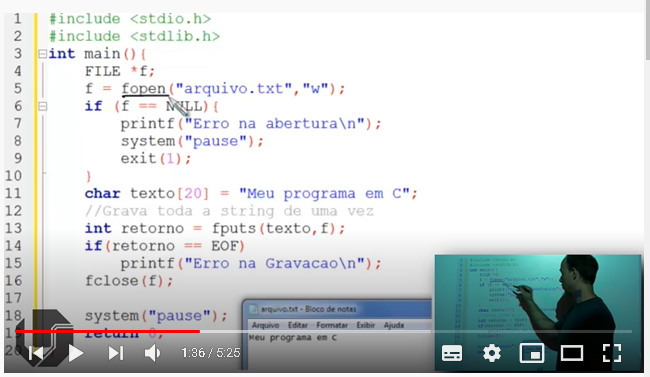 1 #include <stdio.h>
2 #include <stdlib.h>
3 int main(){
4 FILE *f;
5 f = fopen("arquivo.txt","w");
6 if (f == NULL){
7 printf("Erro na abertura\n");
8 system("pause");
9 exit(1);
10 }
11 char texto[20] = "Meu programa em C";
12 //Grava toda a string de uma vez
13 int retorno = fputs(texto,f);
14 if(retorno == EOF)
15 printf("Erro na Gravacao\n");
16 fclose(f);
17
18 system("pause");
19 return 0;
20
arquivo.txt - Bloco de notas
Arquivo Editar Formatar Exibir Ajuda
Meu programa em C
1:36 / 5:25